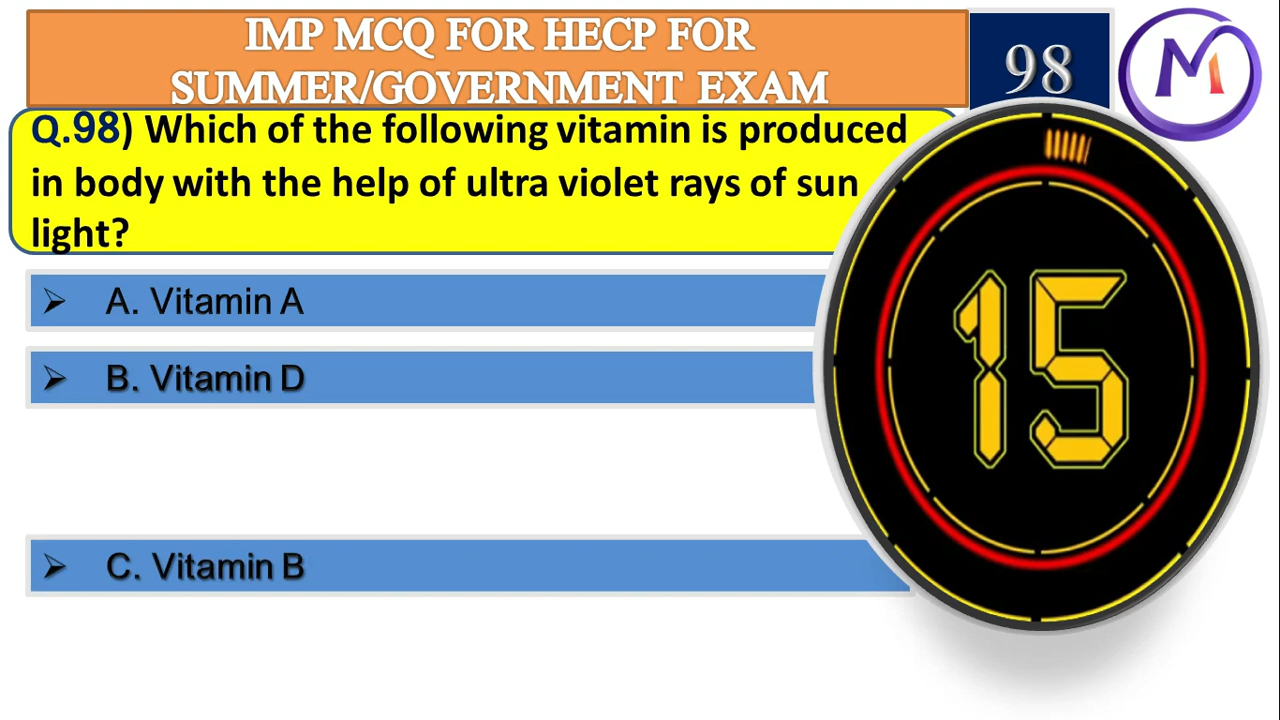 IMP MCQ FOR HECP FOR
SUMMER/GOVERNMENT EXAM
98
M
Q.98) Which of the following vitamin is produced
in body with the help of ultra violet rays of sun
light?
➢ A. Vitamin A
➢ B. Vitamin D
➢ C. Vitamin B
15